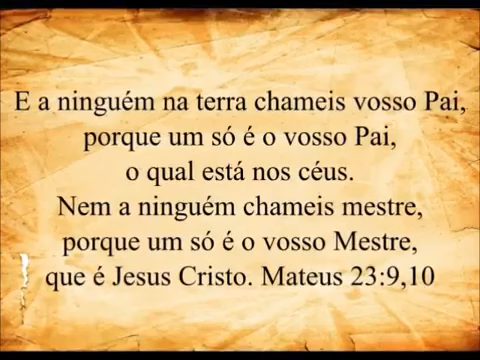 E a ninguém na terra chameis vosso Pai,
porque um só é o vosso Pai,
o qual está nos céus.
Nem a ninguém chameis mestre,
porque um só é o vosso Mestre,
que é Jesus Cristo. Mateus 23:9,10